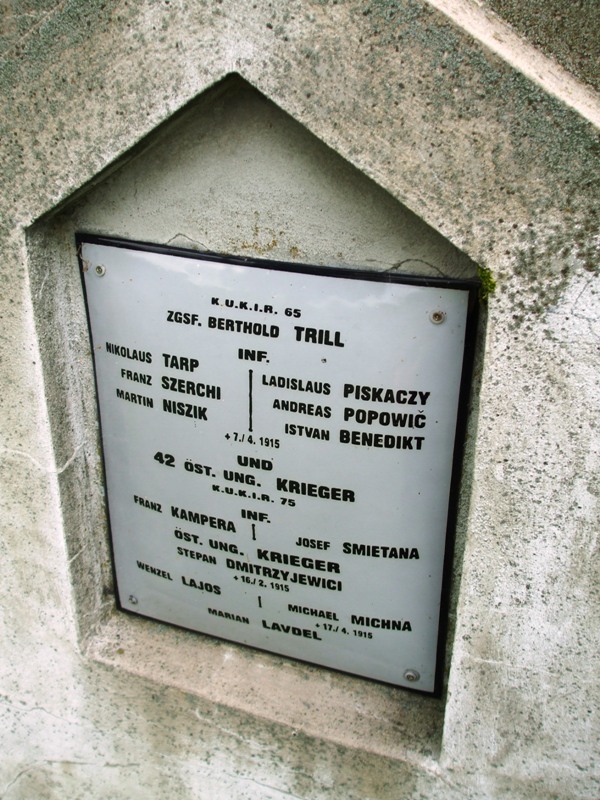 K.U.K.I.R. 65
ZGSF. BERTHOLD TRILL
INF.
NIKOLAUS TARP
FRANZ SZERCHI
MARTIN NISZIK
LADISLAUS PISKACZY
ANDREAS POPOWIČ
ISTVAN BENEDIKT
+ 7./ 4. 1915
UND
42 ÖST. UNG. KRIEGER
K.U.K.I.R. 75
INF.
FRANZ KAMPERA
JOSEF SMIETANA
ÖST. UNG. KRIEGER
STEPAN DMITRZYJEWICI
+ 16./ 2. 1915
WENZEL LAJOS
MICHAEL MICHNA
+ 17./ 4. 1915
MARIAN LAVDEL